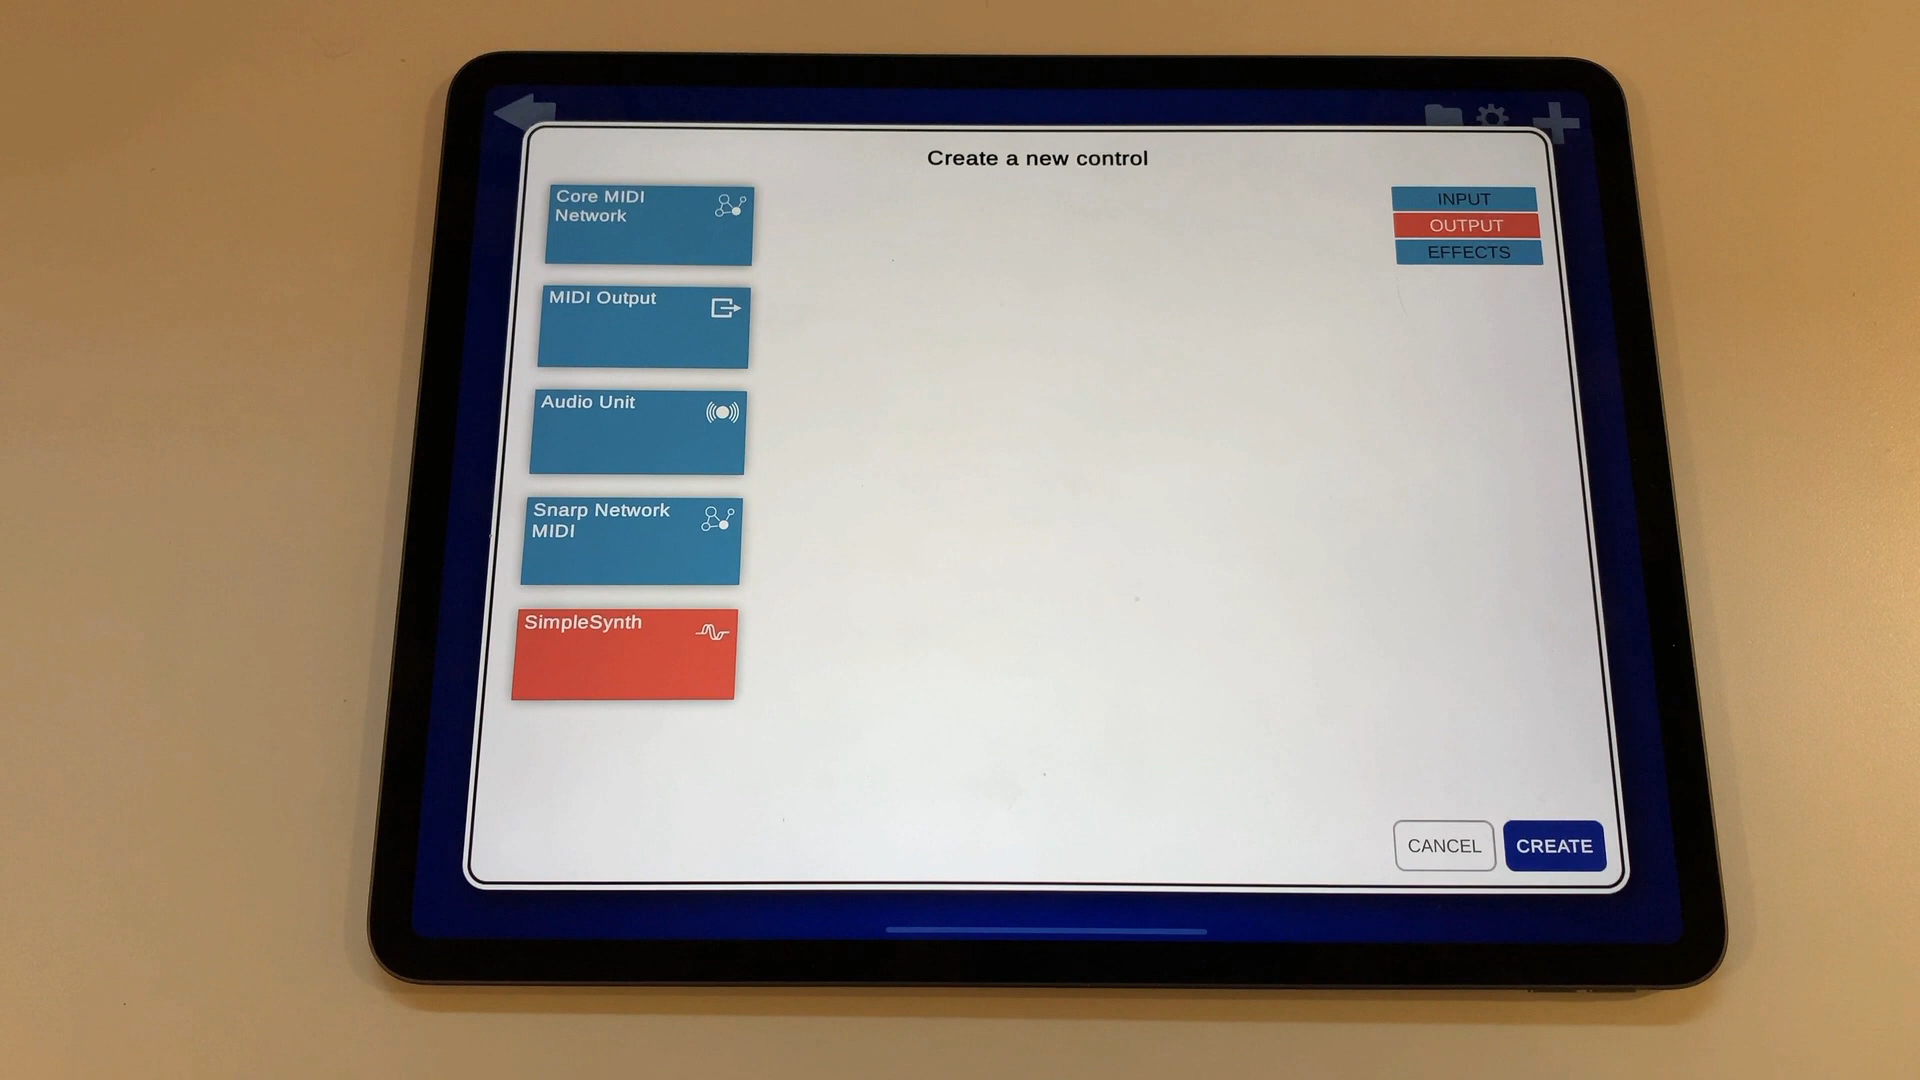 Create a new control
Core MIDI
Network
INPUT
OUTPUT
EFFECTS
MIDI Output
Audio Unit
Snarp Network
MIDI
SimpleSynth
CANCEL
CREATE